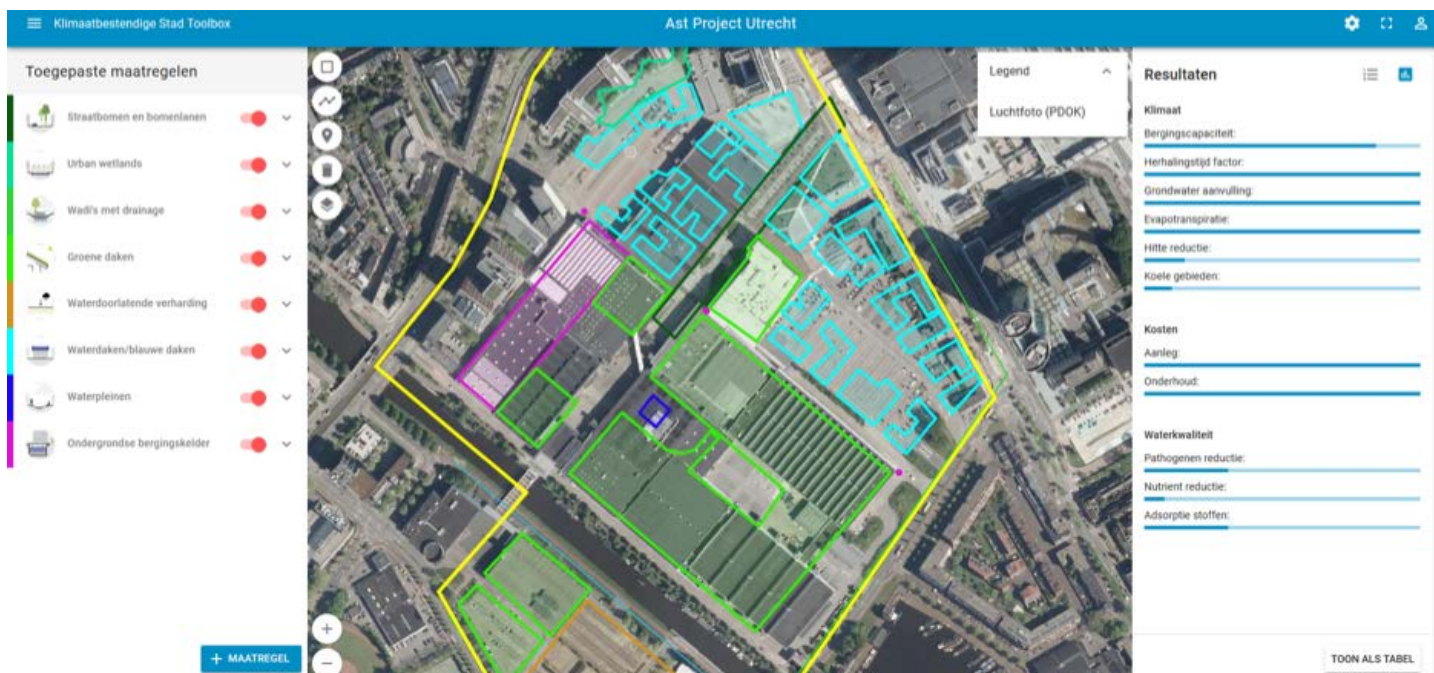 Klimaatbestendige Stad Toolbox
Ast Project Utrecht
Toegepaste maatregelen
Straatbomen en bomenlanen
Urban wetlands
Wadi's met drainage
Groene daken
Waterdoorlatende verharding
Waterdaken/blauwe daken
Waterpleinen
Ondergrondse bergingskelder
+ MAATREGEL
Legend
Luchtfoto (PDOK)
Resultaten
Klimaat
Bergingscapaciteit:
Herhalingstijd factor:
Grondwater aanvulling:
Evapotranspiratie:
Hitte reductie:
Koele gebieden:
Kosten
Aanleg:
Onderhoud:
Waterkwaliteit
Pathogenen reductie:
Nutrient reductie:
Adsorptie stoffen:
TOON ALS TABEL